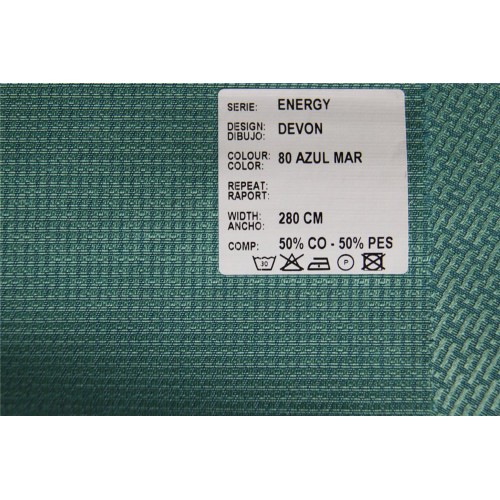 SERIE: ENERGY
DESIGN: DEVON
DIBUJO:
COLOUR: 80 AZUL MAR
COLOR:
REPEAT:
RAPORT:
WIDTH: 280 CM
ANCHO:
COMP: 50% CO - 50% PES
30 P